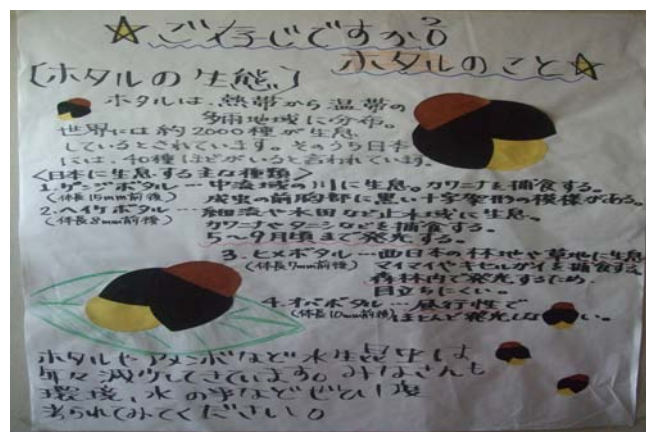 ☆ ご存じですか?
ホタルのこと☆
〔ホタルの生態〕
ホタルは、熱帯から温帯の
多雨地域に分布。
世界には約2000種が生息
しているとされています。そのうち日本
には、40種ほどがいると言われています。
<日本に生息する主な種類>
1.ゲンジボタル…中流域の川に生息。カワニナを捕食する。
(体長15mm前後) 成虫の前胸部に黒い十字架形の模様がある。
2.ヘイケボタル…細流や水田など止水域に生息。
(体長8mm前後) カワニナやタニシなどを捕食する。
5〜9月頃まで発光する。
3.ヒメボタル…西日本の林地や草地に生息
(体長7mm前後) マイマイやキセルガイを捕食する
森林内で発光するため、
目立ちにくい。
4.オバボタル…昼行性で
(体長10mm前後) ほとんど発光しない。
ホタルやアメンボなど水生昆虫は
年々減少してきています。みなさんも
環境、水の事などぜひ1度
考られてみてください。